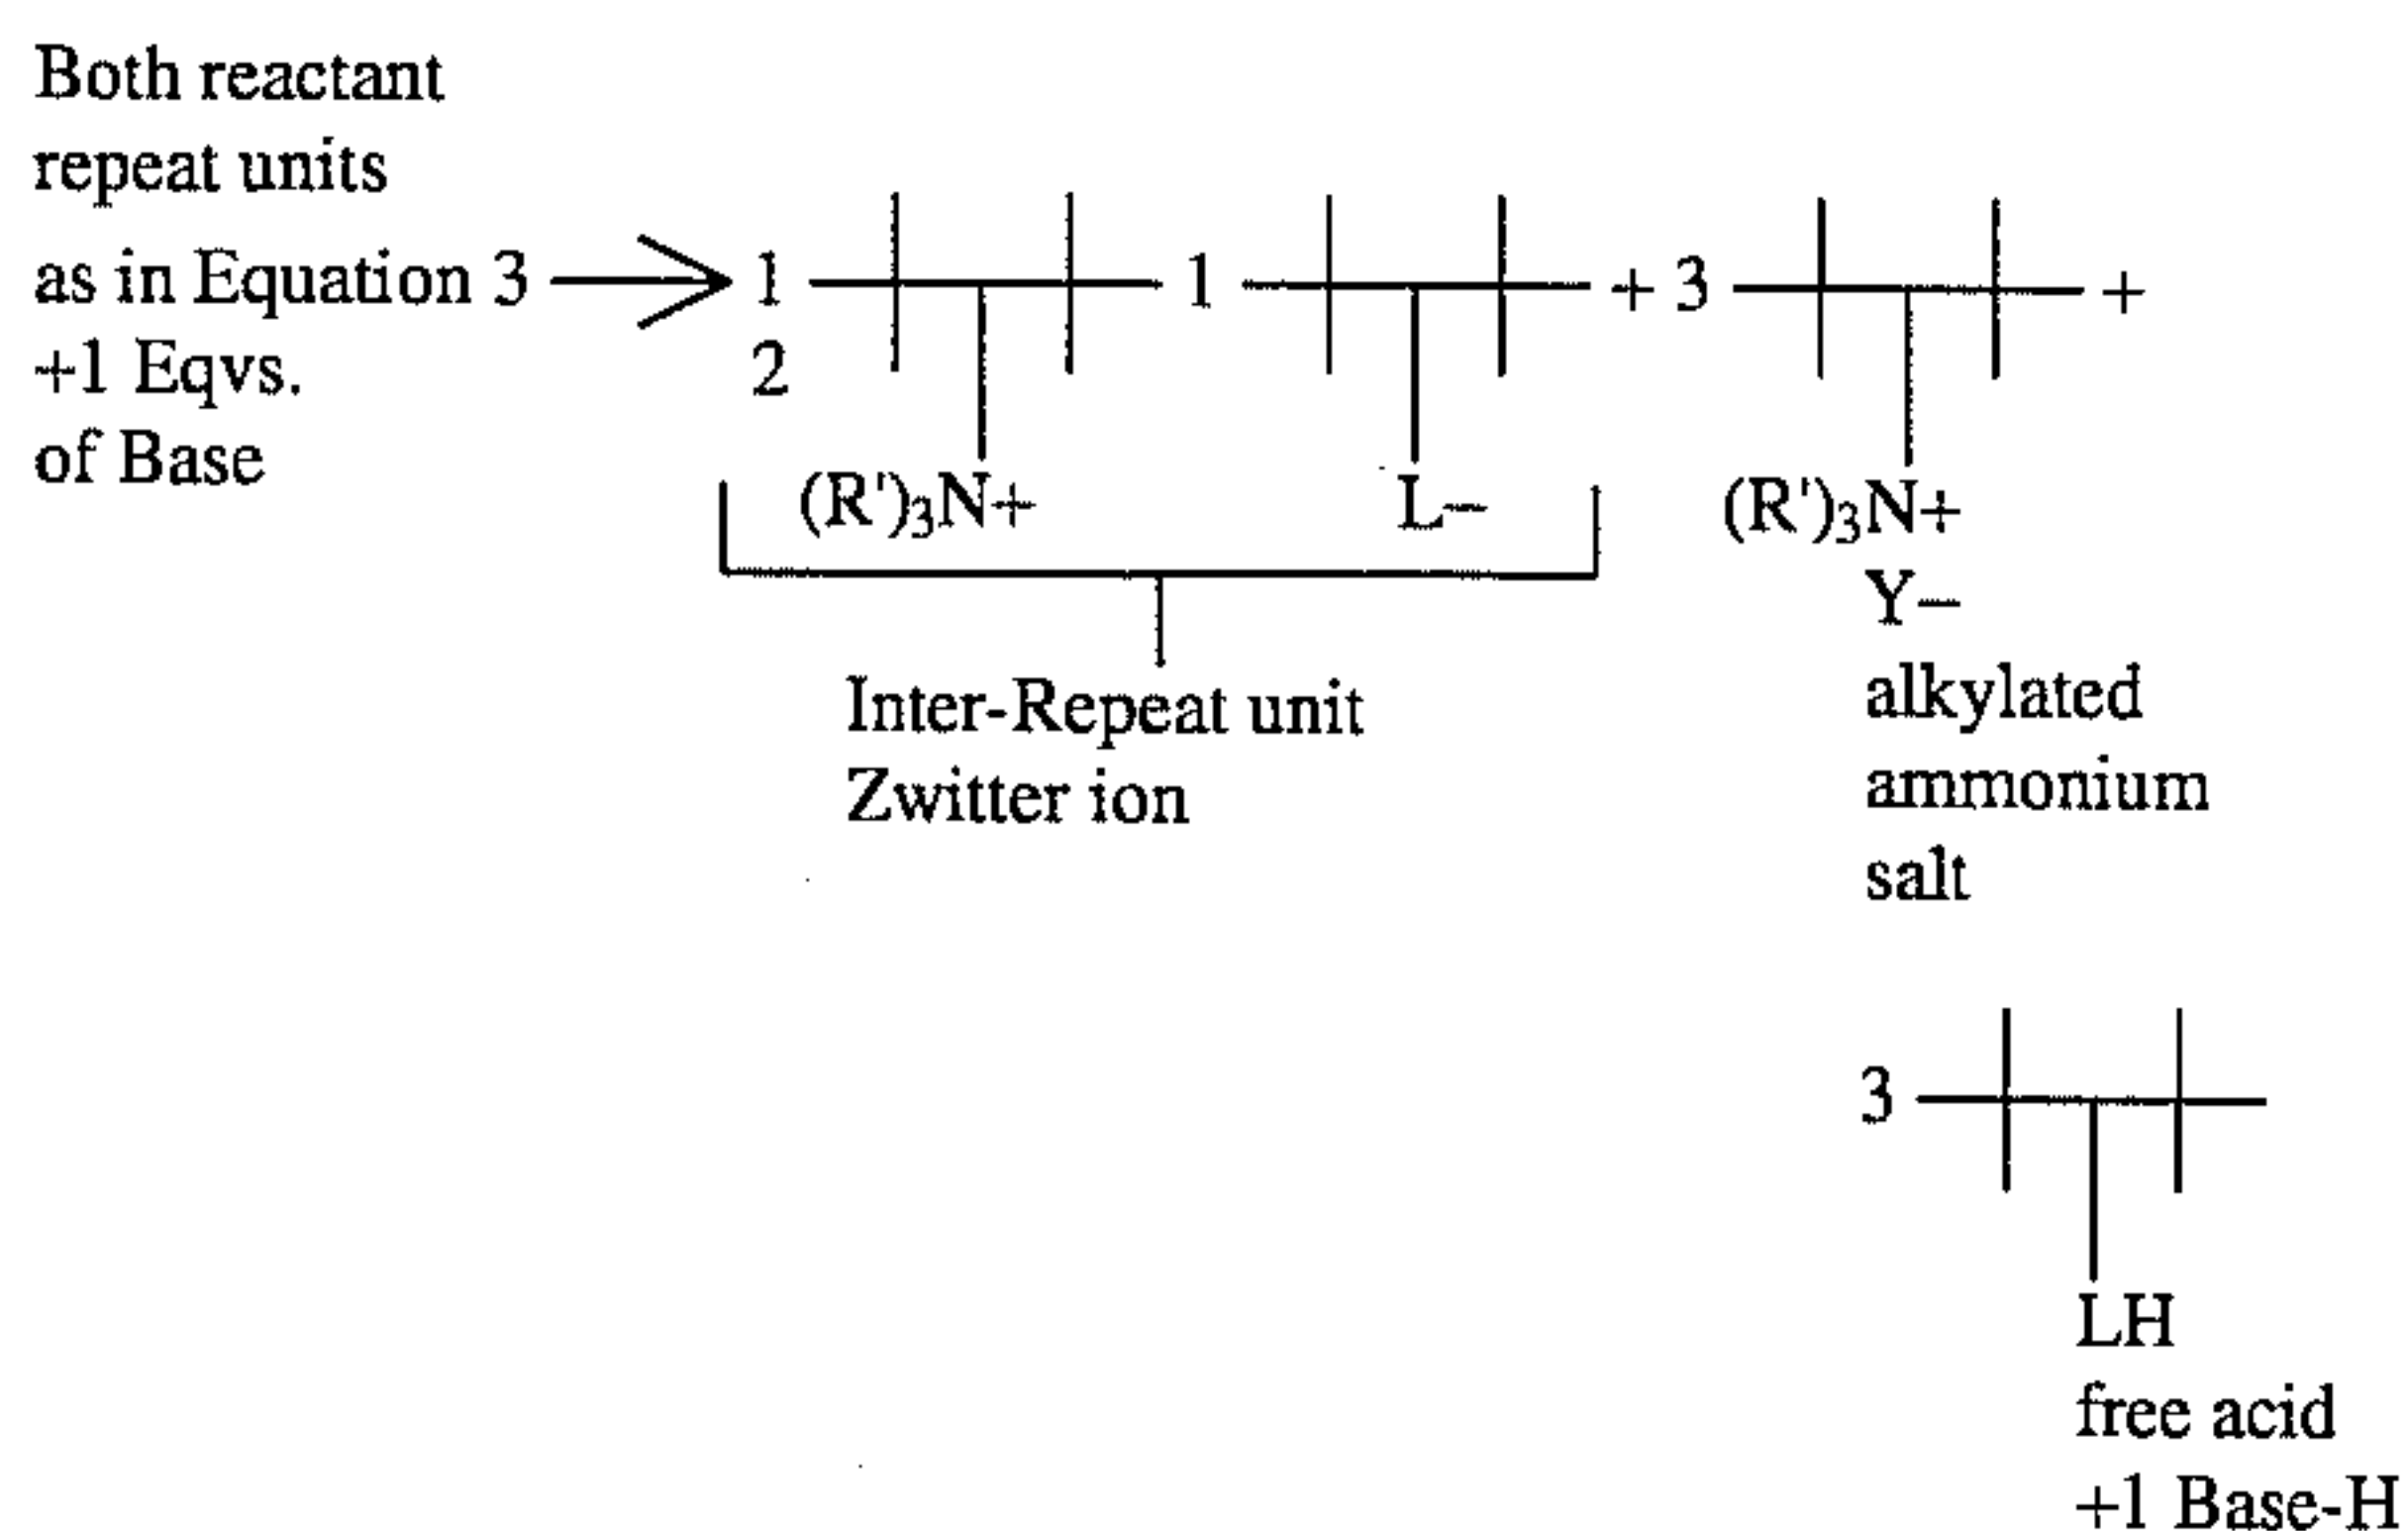 Both reactant
repeat units
as in Equation 3
+1 Eqvs.
of Base
1
2
1
+ 3
+
(R')₃N+
L−
(R')₃N+
Y−
alkylated
ammonium
salt
Inter-Repeat unit
Zwitter ion
3
LH
free acid
+1 Base-H